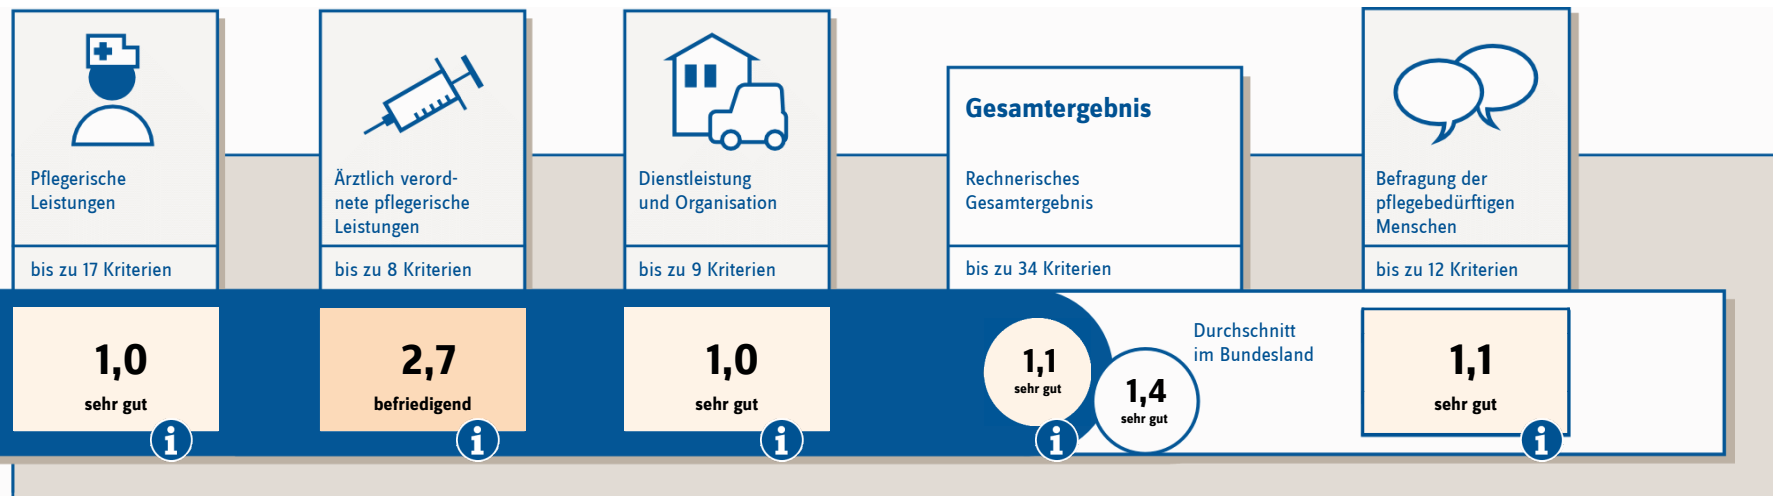 Pflegerische
Leistungen
bis zu 17 Kriterien
1,0
sehr gut
i
Ärztlich verord-
nete pflegerische
Leistungen
bis zu 8 Kriterien
2,7
befriedigend
i
Dienstleistung
und Organisation
bis zu 9 Kriterien
1,0
sehr gut
i
Gesamtergebnis
Rechnerisches
Gesamtergebnis
bis zu 34 Kriterien
1,1
sehr gut
i
Durchschnitt
im Bundesland
1,4
sehr gut
Befragung der
pflegebedürftigen
Menschen
bis zu 12 Kriterien
1,1
sehr gut
i